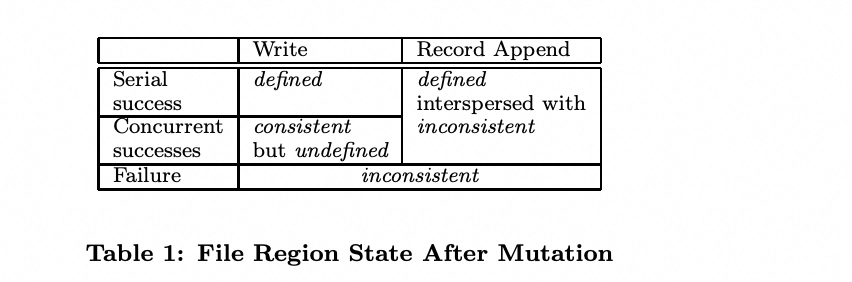 Write Record Append
Serial success defined defined interspersed with inconsistent
Concurrent successes consistent but undefined
Failure inconsistent
Table 1: File Region State After Mutation